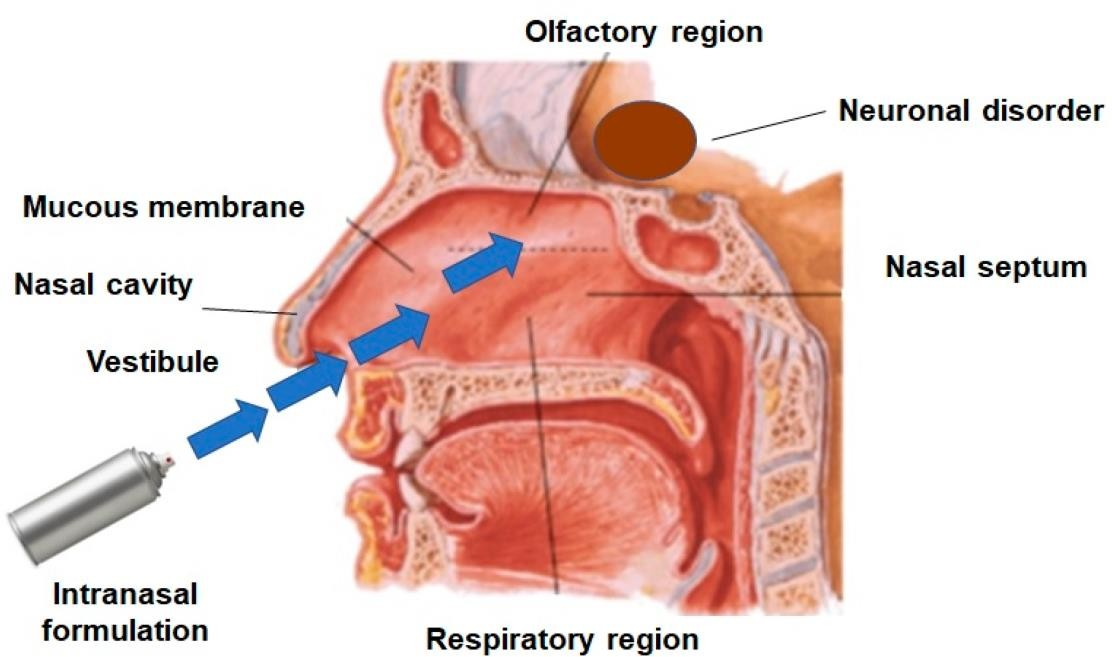 Olfactory region
Neuronal disorder
Mucous membrane
Nasal septum
Nasal cavity
Vestibule
Intranasal
formulation
Respiratory region